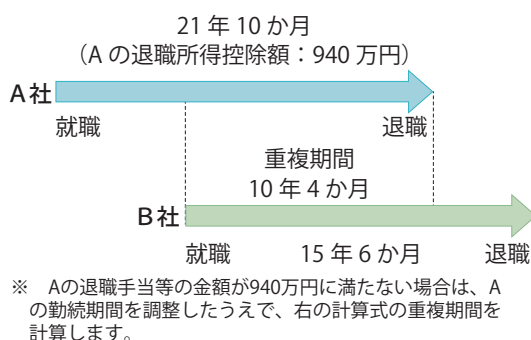 21 年 10 か月
（A の退職所得控除額：940 万円）
A 社
就職 退職
重複期間
10 年 4 か月
B 社
就職 15 年 6 か月 退職
※ Aの退職手当等の金額が940万円に満たない場合は、A
の勤続期間を調整したうえで、右の計算式の重複期間を
計算します。